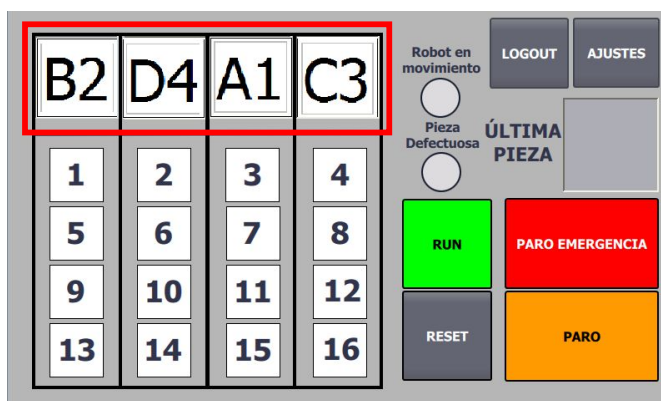 B2 D4 A1 C3
1 2 3 4
5 6 7 8
9 10 11 12
13 14 15 16
Robot en
movimiento
Pieza
Defectuosa
LOGOUT
AJUSTES
ÚLTIMA
PIEZA
RUN
PARO EMERGENCIA
RESET
PARO